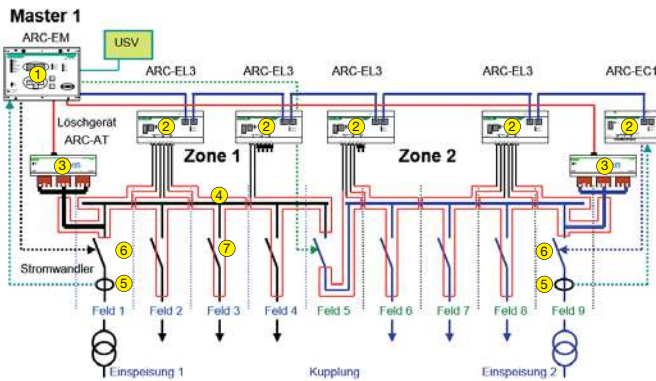 Master 1
ARC-EM
USV
ARC-EL3 ARC-EL3 ARC-EL3 ARC-EL3 ARC-EC1
1
2 2 2 2 2
Löschgerät
ARC-AT
Zone 1 Zone 2
3 3
4
6 7 6
Stromwandler
5 5
Feld 1 Feld 2 Feld 3 Feld 4 Feld 5 Feld 6 Feld 7 Feld 8 Feld 9
Einspeisung 1 Kupplung Einspeisung 2